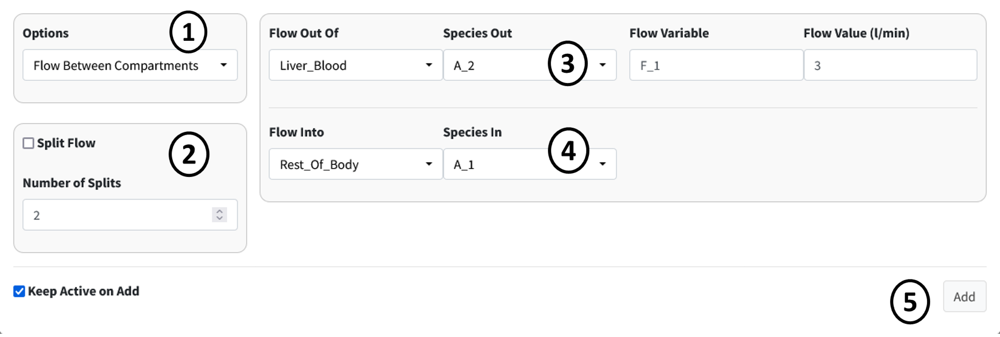 Options
1
Flow Between Compartments
Split Flow
2
Number of Splits
2
Flow Out Of
Species Out
Flow Variable
Flow Value (l/min)
Liver_Blood
A_2
3
F_1
3
Flow Into
Species In
4
Rest_Of_Body
A_1
Keep Active on Add
5
Add